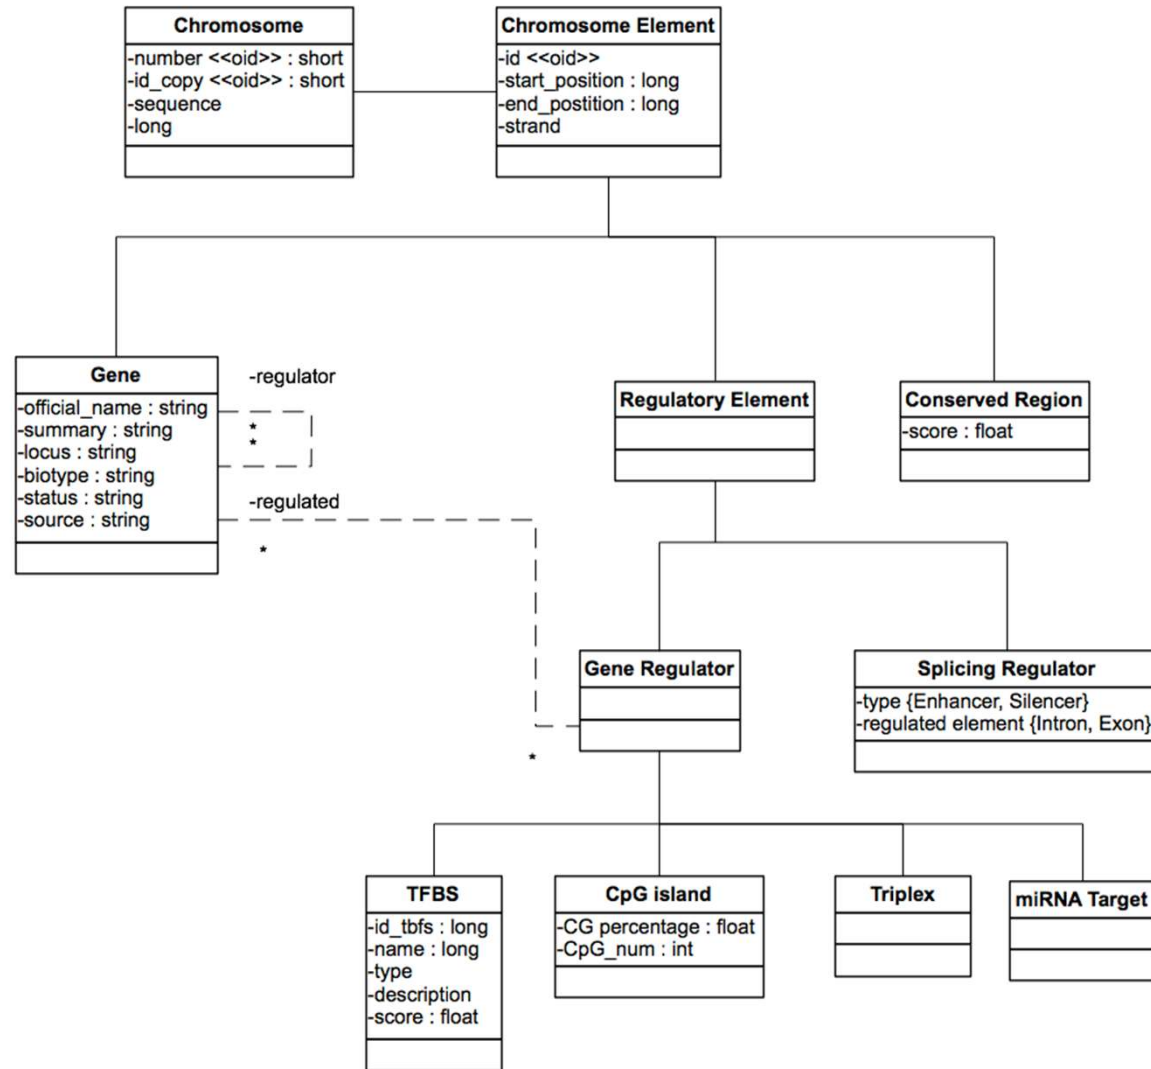 Chromosome
-number <<oid>> : short
-id_copy <<oid>> : short
-sequence
-long
Chromosome Element
-id <<oid>>
-start_position : long
-end_postition : long
-strand
Gene
-official_name : string
-summary : string
-locus : string
-biotype : string
-status : string
-source : string
-regulator
*
*
-regulated
*
Regulatory Element
Conserved Region
-score : float
Gene Regulator
*
Splicing Regulator
-type {Enhancer, Silencer}
-regulated element {Intron, Exon}
TFBS
-id_tbfs : long
-name : long
-type
-description
-score : float
CpG island
-CG percentage : float
-CpG_num : int
Triplex
miRNA Target